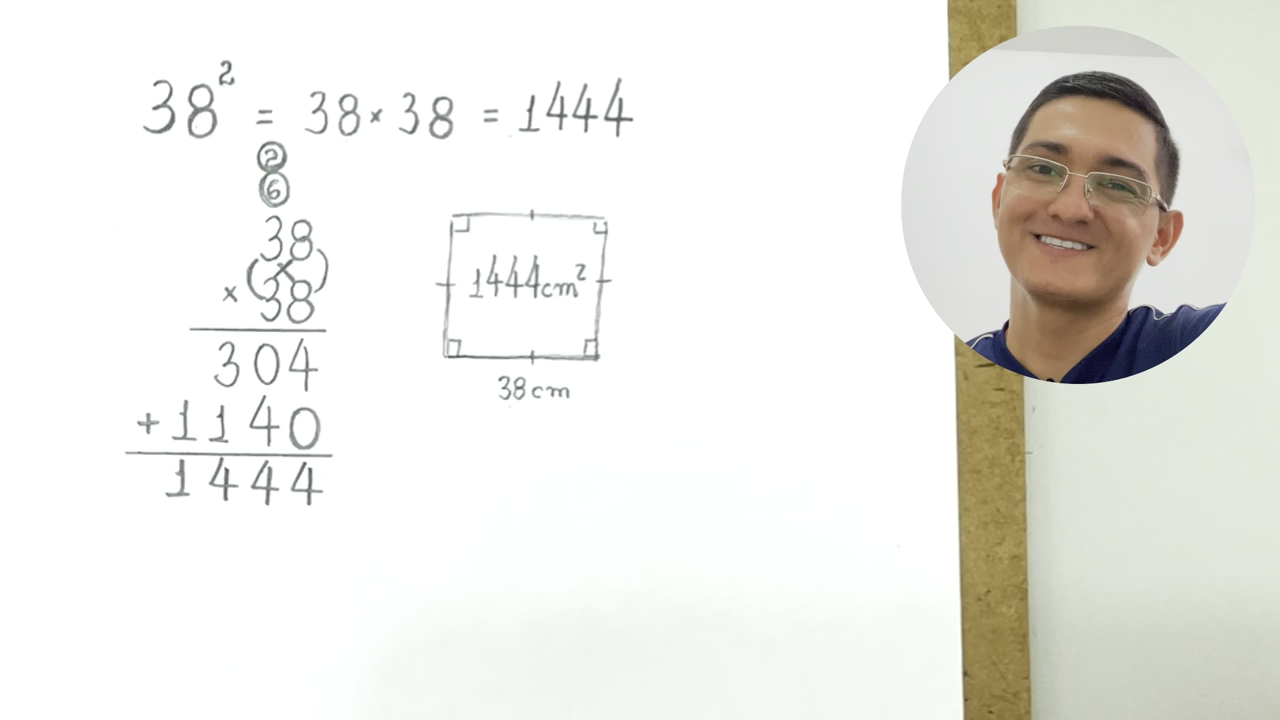 38² = 38 × 38 = 1444
2
6
38
× 38
304
+ 1140
1444
1444cm²
38cm